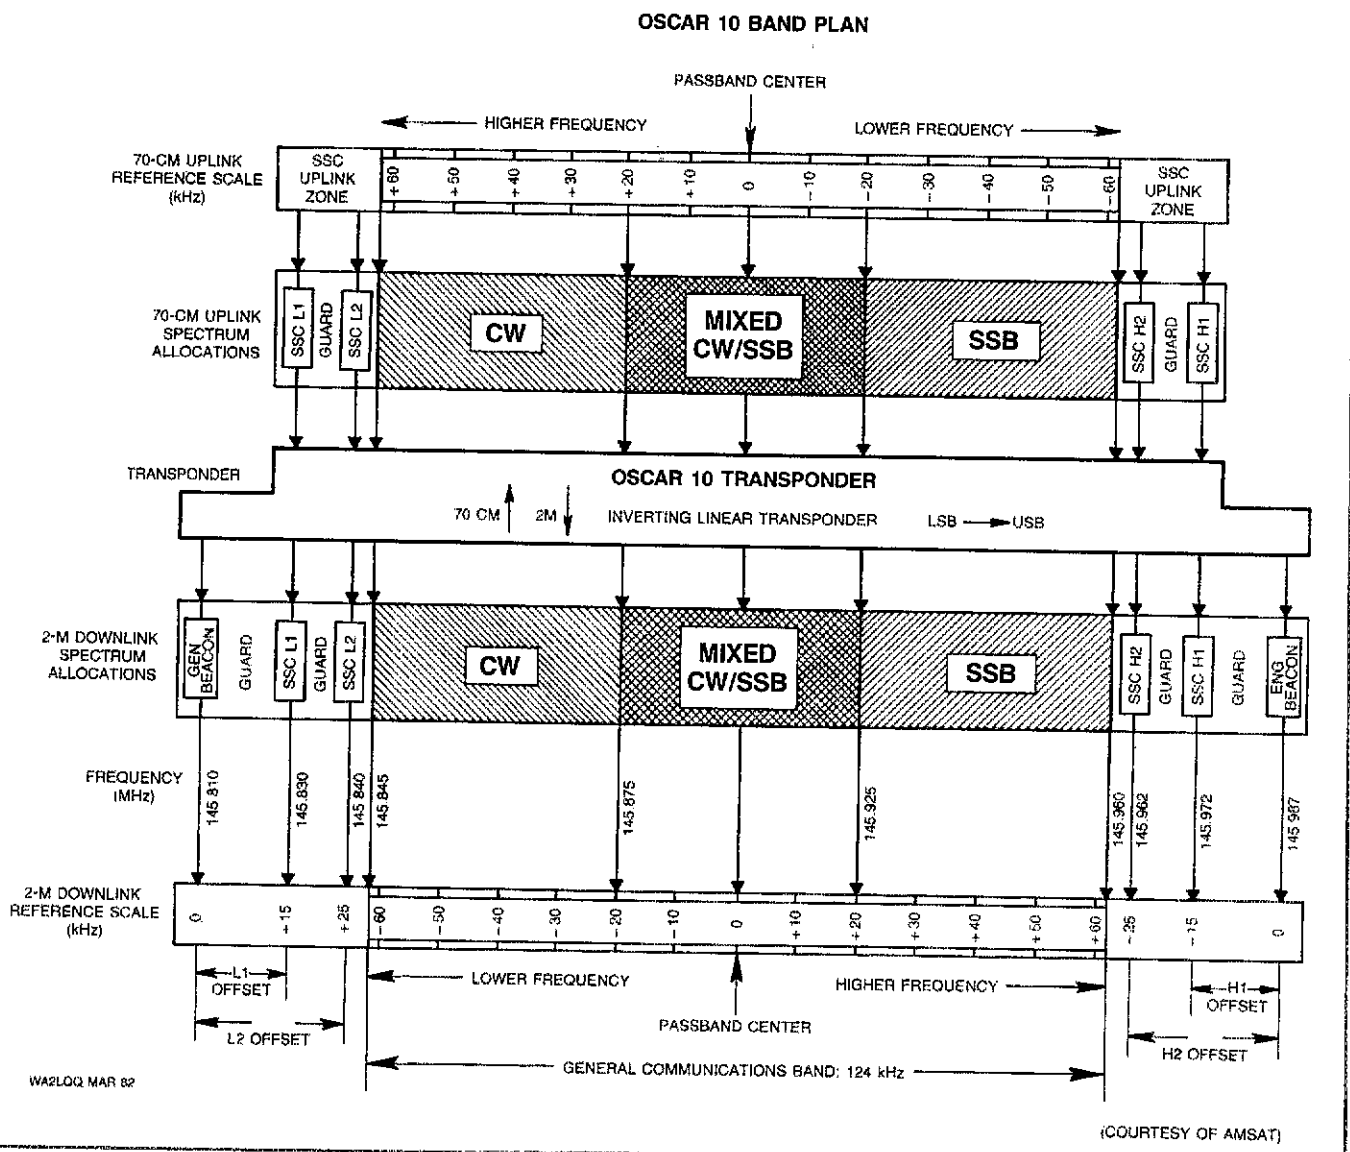 OSCAR 10 BAND PLAN
PASSBAND CENTER
HIGHER FREQUENCY
LOWER FREQUENCY
70-CM UPLINK
REFERENCE SCALE
(kHz)
SSC
UPLINK
ZONE
+60
+50
+40
+30
+20
+10
0
-10
-20
-30
-40
-50
-60
SSC
UPLINK
ZONE
70-CM UPLINK
SPECTRUM
ALLOCATIONS
SSC L1
GUARD
SSC L2
CW
MIXED
CW/SSB
SSB
SSC H2
GUARD
SSC H1
TRANSPONDER
OSCAR 10 TRANSPONDER
70 CM
2M
INVERTING LINEAR TRANSPONDER
LSB
USB
2-M DOWNLINK
SPECTRUM
ALLOCATIONS
GEN
BEACON
GUARD
SSC L1
GUARD
SSC L2
CW
MIXED
CW/SSB
SSB
SSC H2
GUARD
SSC H1
GUARD
ENG
BEACON
FREQUENCY
(MHz)
145.810
145.830
145.840
145.845
145.875
145.925
145.960
145.962
145.972
145.987
2-M DOWNLINK
REFERENCE SCALE
(kHz)
0
+15
+25
-60
-50
-40
-30
-20
-10
0
+10
+20
+30
+40
+50
+60
-25
-15
0
L1
OFFSET
L2 OFFSET
LOWER FREQUENCY
HIGHER FREQUENCY
PASSBAND CENTER
H1
OFFSET
H2 OFFSET
GENERAL COMMUNICATIONS BAND: 124 kHz
WA2LQQ MAR 82
(COURTESY OF AMSAT)